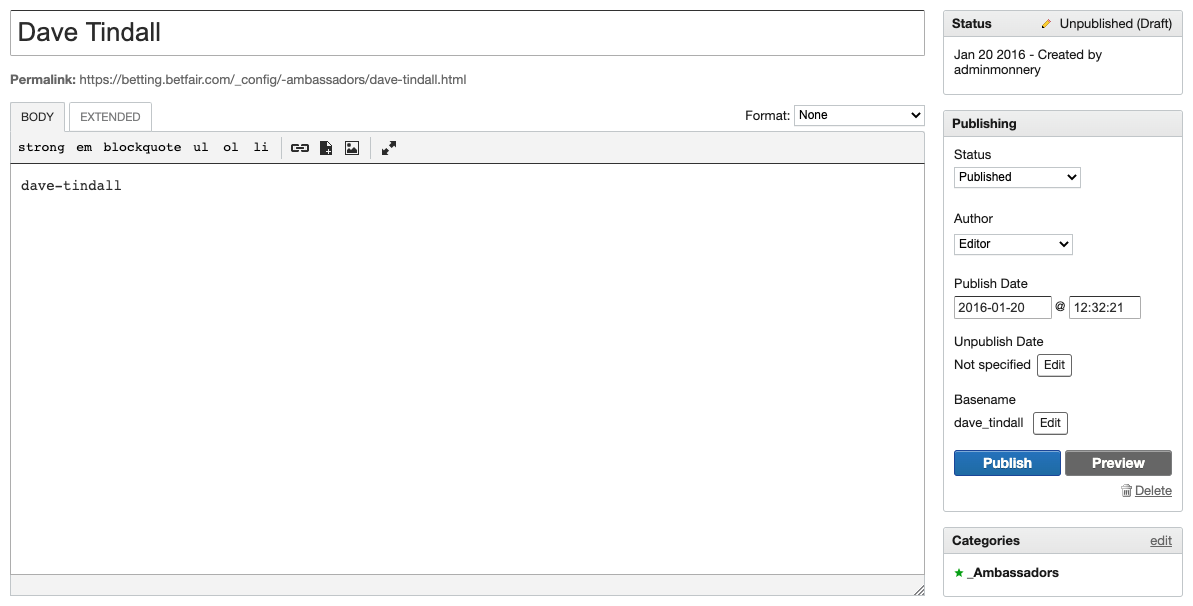 Dave Tindall
Permalink: https://betting.betfair.com/_config/-ambassadors/dave-tindall.html
BODY
EXTENDED
Format: None
strong em blockquote ul ol li
dave-tindall
Status
Unpublished (Draft)
Jan 20 2016 - Created by
adminmonnery
Publishing
Status
Published
Author
Editor
Publish Date
2016-01-20 @ 12:32:21
Unpublish Date
Not specified Edit
Basename
dave_tindall Edit
Publish Preview
Delete
Categories edit
_Ambassadors